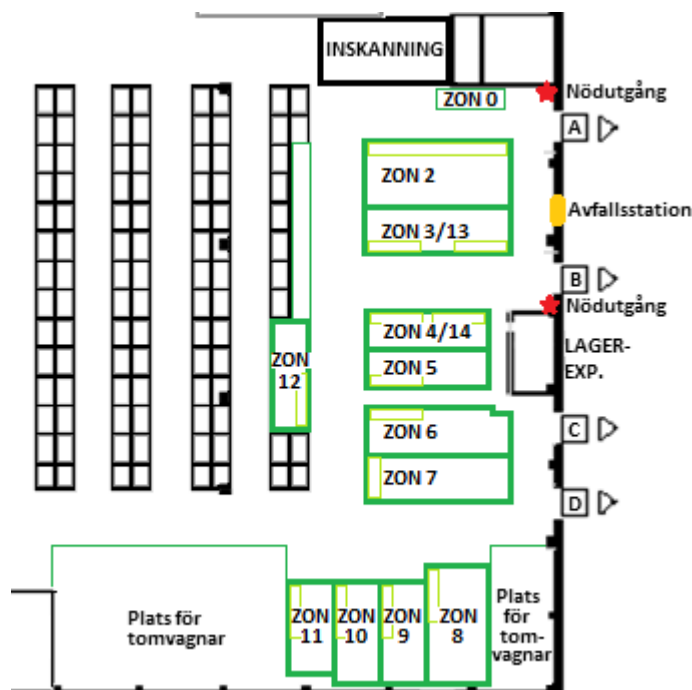 INSKANNING
ZON 0
Nödutgång
A
ZON 2
Avfallsstation
ZON 3/13
B
Nödutgång
ZON 4/14
LAGER-
EXP.
ZON
12
ZON 5
ZON 6
C
ZON 7
D
Plats för
tomvagnar
ZON
11
ZON
10
ZON
9
ZON
8
Plats
för
tom-
vagnar